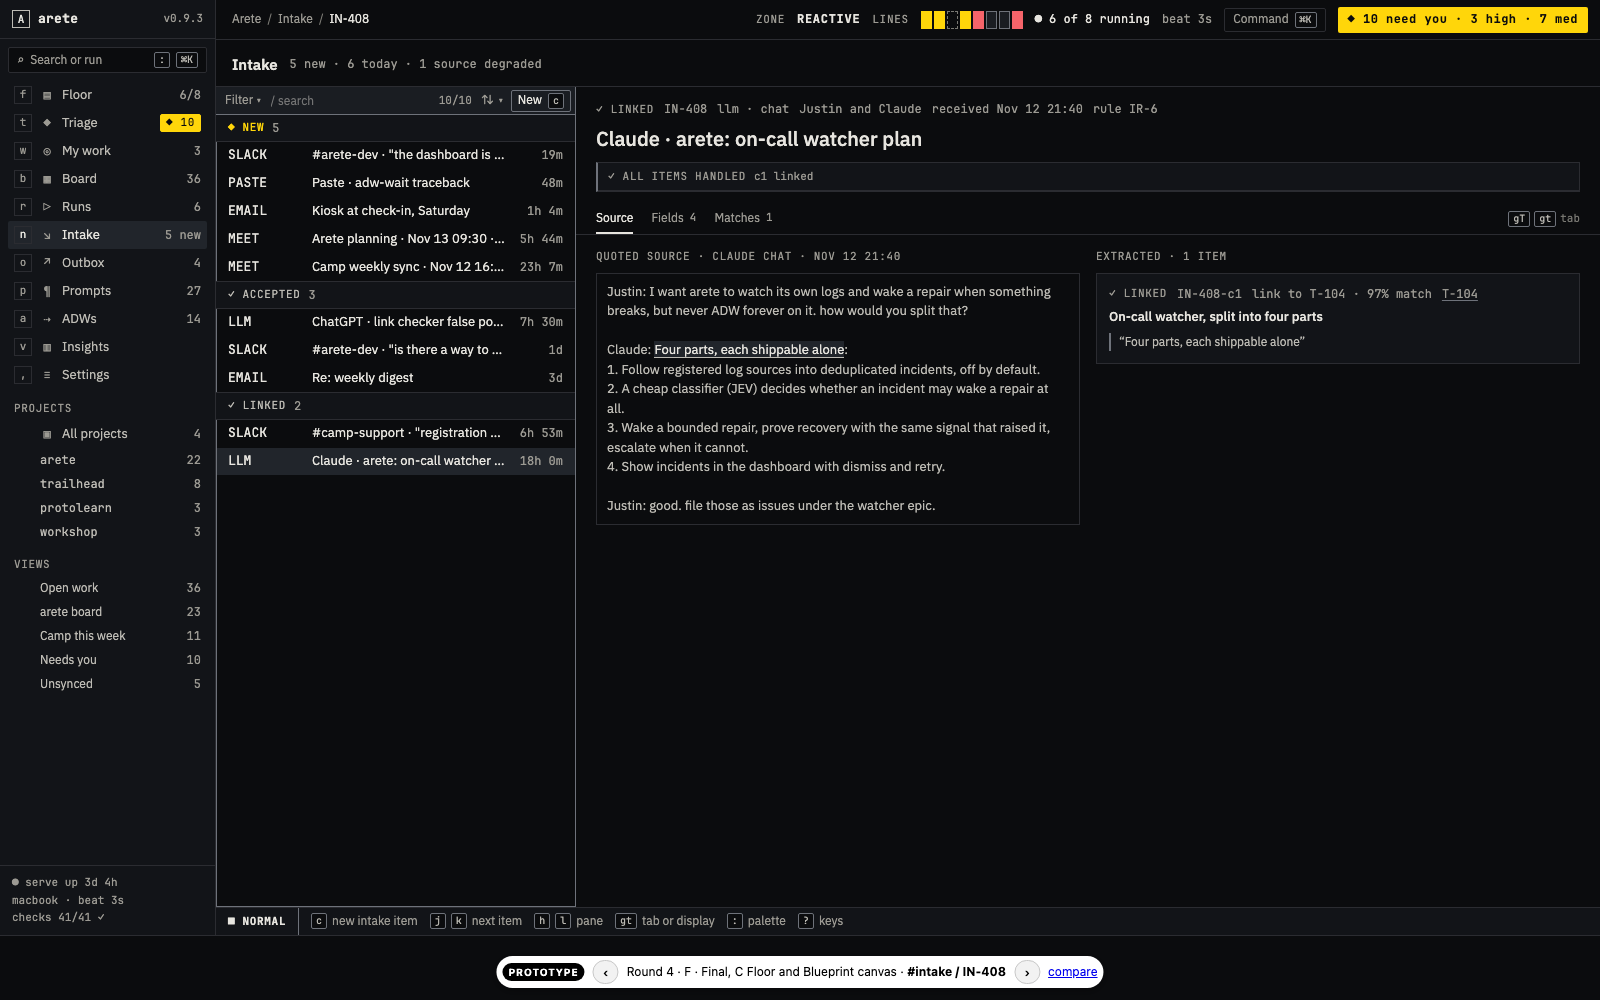 A arete v0.9.3
Search or run : ⌘K
f Floor 6/8
t Triage 10
w My work 3
b Board 36
r Runs 6
n Intake 5 new
o Outbox 4
p Prompts 27
a ADWs 14
v Insights
, Settings
PROJECTS
All projects 4
arete 22
trailhead 8
protolearn 3
workshop 3
VIEWS
Open work 36
arete board 23
Camp this week 11
Needs you 10
Unsynced 5
serve up 3d 4h
macbook · beat 3s
checks 41/41 ✓
Arete / Intake / IN-408
ZONE REACTIVE LINES 6 of 8 running beat 3s Command ⌘K ◆ 10 need you · 3 high · 7 med
Intake 5 new · 6 today · 1 source degraded
Filter / search 10/10 New c
◆ NEW 5
SLACK #arete-dev · "the dashboard is ... 19m
PASTE Paste · adw-wait traceback 48m
EMAIL Kiosk at check-in, Saturday 1h 4m
MEET Arete planning · Nov 13 09:30 ·... 5h 44m
MEET Camp weekly sync · Nov 12 16:... 23h 7m
✓ ACCEPTED 3
LLM ChatGPT · link checker false po... 7h 30m
SLACK #arete-dev · "is there a way to ... 1d
EMAIL Re: weekly digest 3d
✓ LINKED 2
SLACK #camp-support · "registration ... 6h 53m
LLM Claude · arete: on-call watcher ... 18h 0m
✓ LINKED IN-408 llm · chat Justin and Claude received Nov 12 21:40 rule IR-6
Claude · arete: on-call watcher plan
✓ ALL ITEMS HANDLED c1 linked
Source Fields 4 Matches 1 gT gt tab
QUOTED SOURCE · CLAUDE CHAT · NOV 12 21:40
Justin: I want arete to watch its own logs and wake a repair when something
breaks, but never ADW forever on it. how would you split that?
Claude: Four parts, each shippable alone:
1. Follow registered log sources into deduplicated incidents, off by default.
2. A cheap classifier (JEV) decides whether an incident may wake a repair at
all.
3. Wake a bounded repair, prove recovery with the same signal that raised it,
escalate when it cannot.
4. Show incidents in the dashboard with dismiss and retry.
Justin: good. file those as issues under the watcher epic.
EXTRACTED · 1 ITEM
✓ LINKED IN-408-c1 link to T-104 · 97% match T-104
On-call watcher, split into four parts
“Four parts, each shippable alone”
NORMAL c new intake item j k next item h l pane gt tab or display : palette ? keys
PROTOTYPE ‹ Round 4 · F · Final, C Floor and Blueprint canvas · #intake / IN-408 › compare